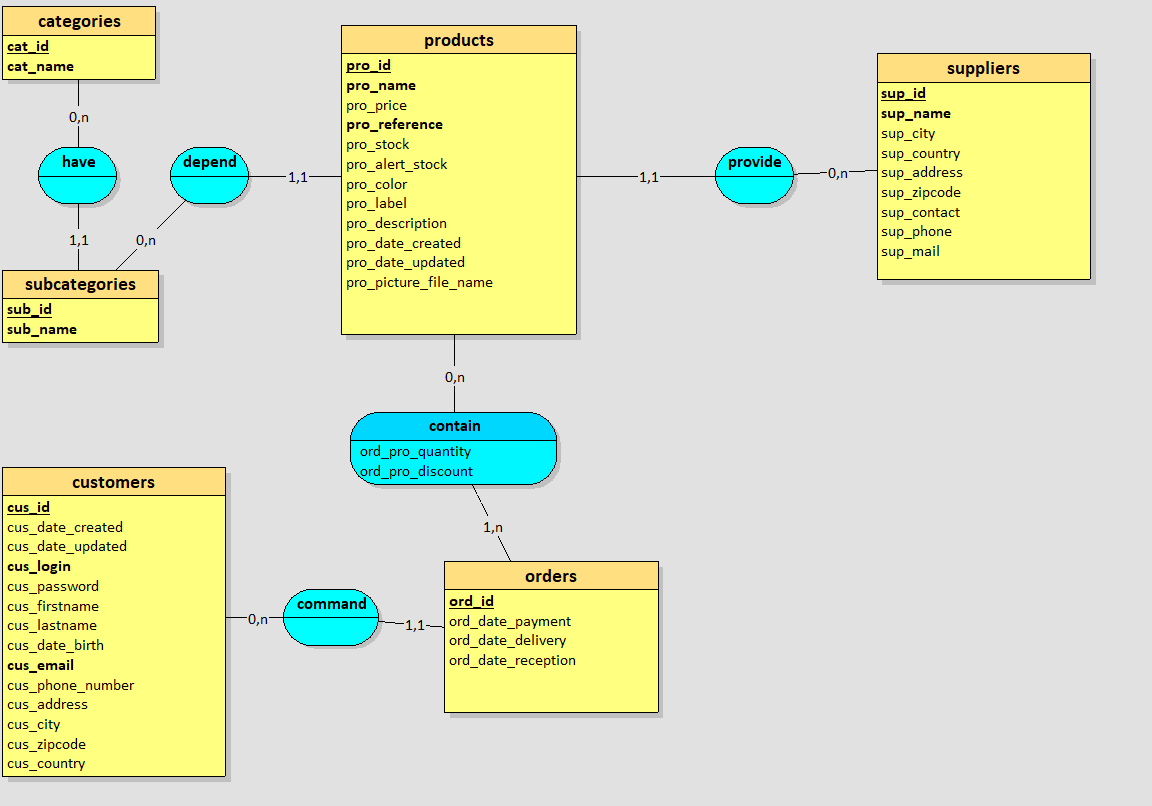 categories
cat_id
cat_name
0,n
have
1,1
subcategories
sub_id
sub_name
depend
0,n
1,1
products
pro_id
pro_name
pro_price
pro_reference
pro_stock
pro_alert_stock
pro_color
pro_label
pro_description
pro_date_created
pro_date_updated
pro_picture_file_name
1,1
provide
0,n
suppliers
sup_id
sup_name
sup_city
sup_country
sup_address
sup_zipcode
sup_contact
sup_phone
sup_mail
0,n
contain
ord_pro_quantity
ord_pro_discount
1,n
customers
cus_id
cus_date_created
cus_date_updated
cus_login
cus_password
cus_firstname
cus_lastname
cus_date_birth
cus_email
cus_phone_number
cus_address
cus_city
cus_zipcode
cus_country
0,n
command
1,1
orders
ord_id
ord_date_payment
ord_date_delivery
ord_date_reception